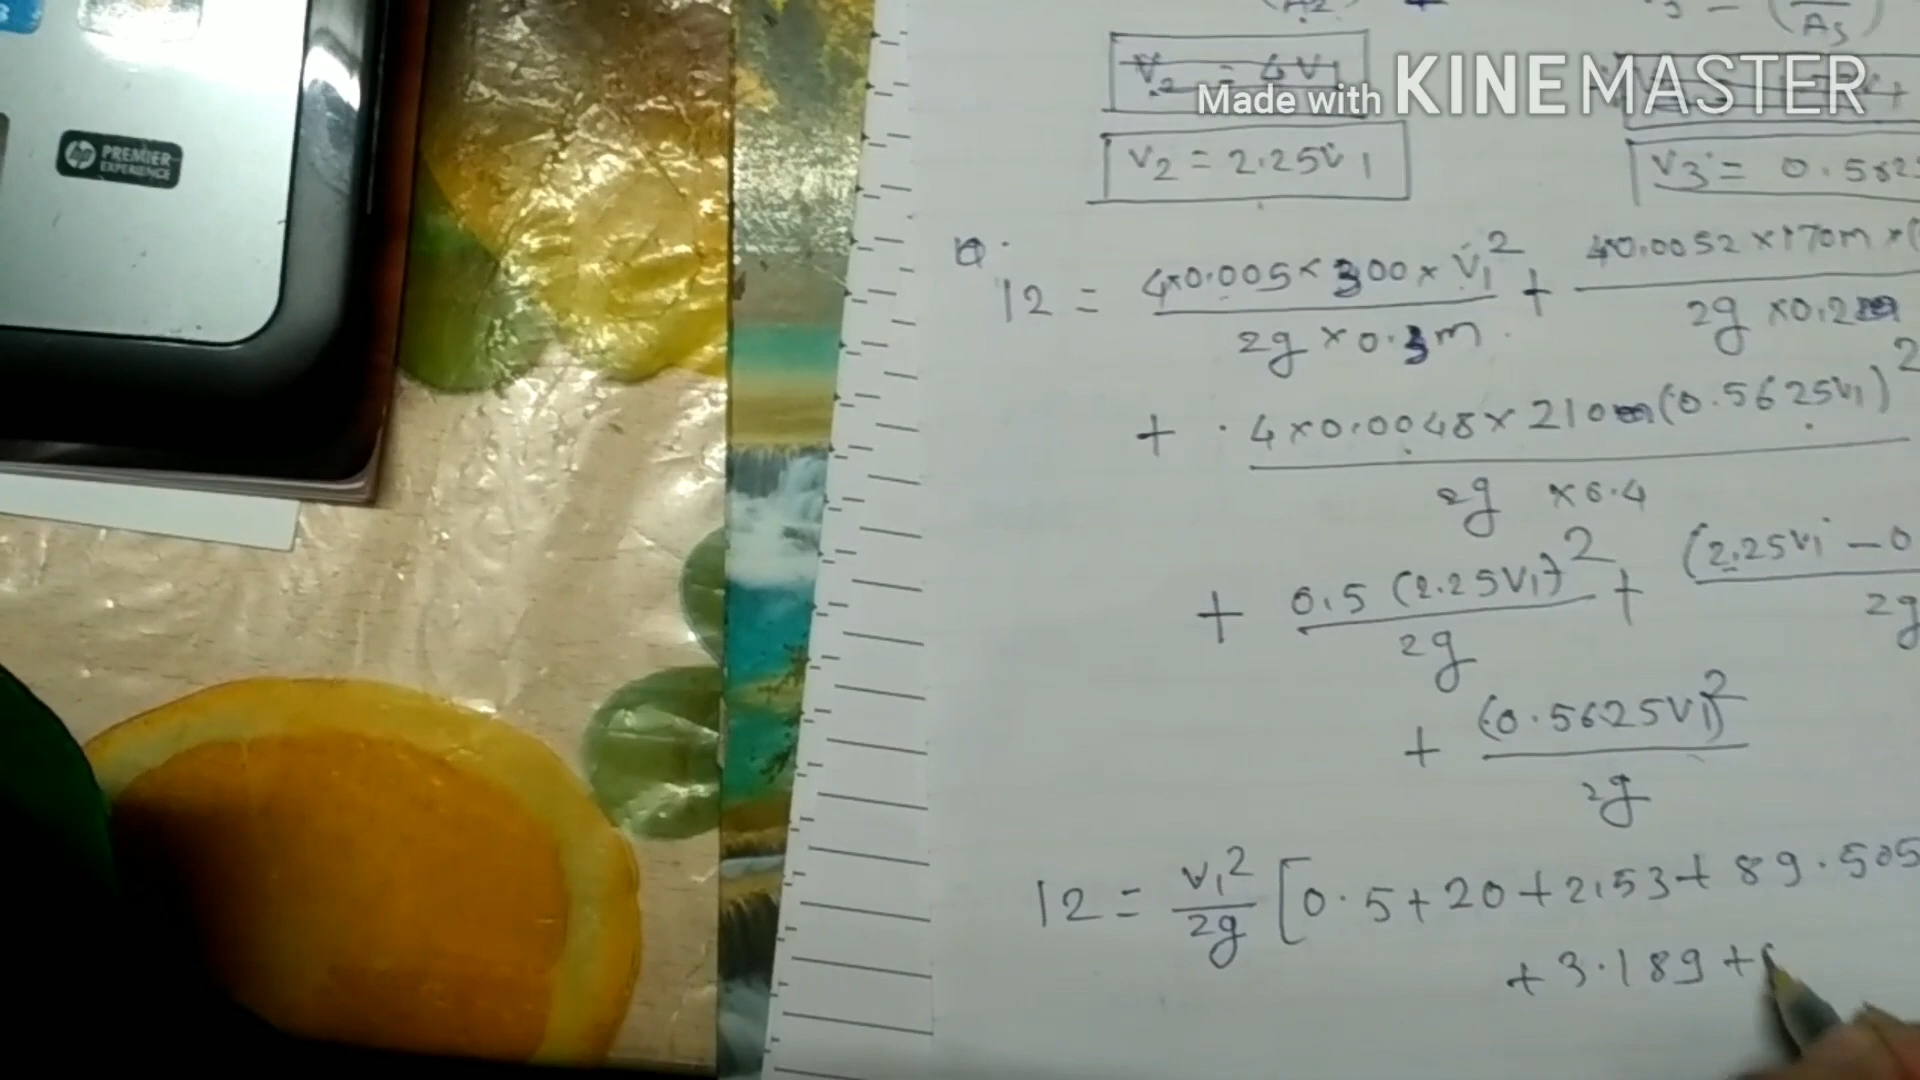 hp PREMIER EXPERIENCE
Made with KINEMASTER
V2 = 4V1
V2 = 2.25V1
V3 = 0.562
12 = 4×0.005×300×V1² / 2g×0.3m + 4×0.0052×170m×( / 2g×0.2
+ 4×0.0048×210m(0.5625V1)² / 2g×0.4
+ 0.5(2.25V1)² / 2g + (2.25V1 - 0 / 2g
+ (0.5625V1)² / 2g
12 = V1²/2g [0.5+20+2.53+89.505
+3.189+